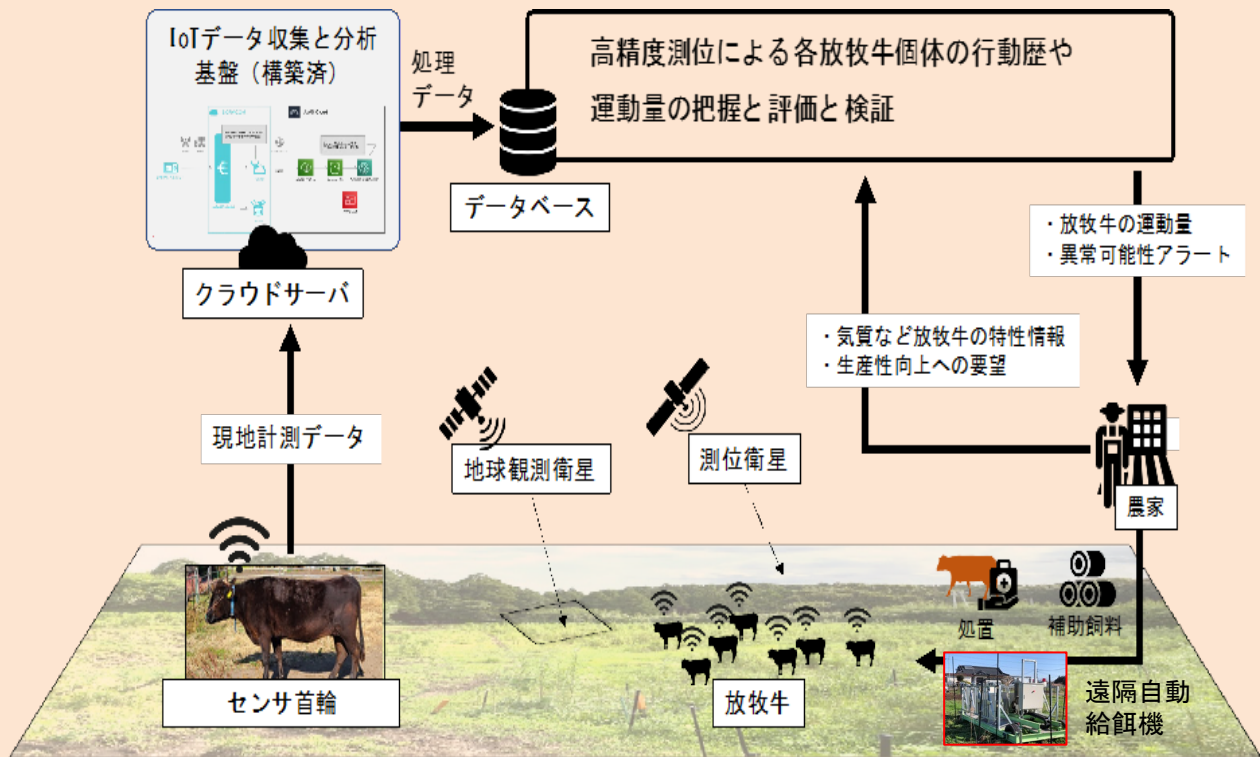 IoTデータ収集と分析
基盤（構築済）
処理
データ
高精度測位による各放牧牛個体の行動歴や
運動量の把握と評価と検証
データベース
クラウドサーバ
・放牧牛の運動量
・異常可能性アラート
・気質など放牧牛の特性情報
・生産性向上への要望
現地計測データ
地球観測衛星
測位衛星
農家
処置
補助飼料
センサ首輪
放牧牛
遠隔自動
給餌機